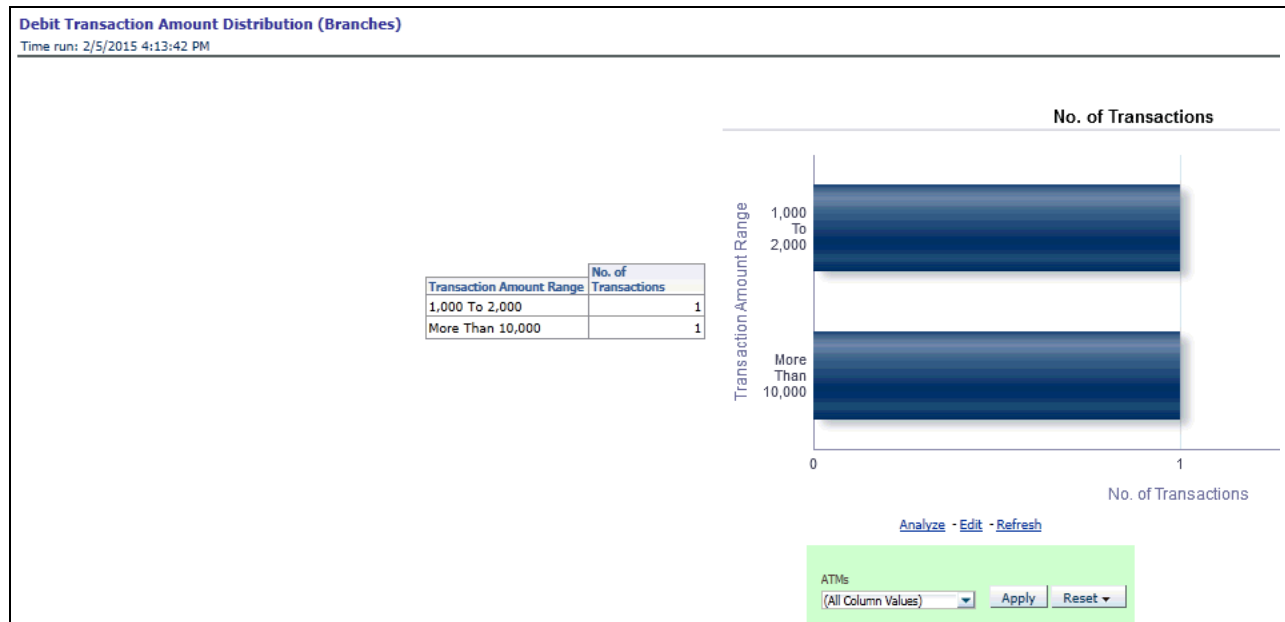 Debit Transaction Amount Distribution (Branches)
Time run: 2/5/2015 4:13:42 PM
No. of Transactions
Transaction Amount Range
1,000
To
2,000
More
Than
10,000
0
1
No. of Transactions
No. of
Transaction Amount Range Transactions
1,000 To 2,000 1
More Than 10,000 1
Analyze - Edit - Refresh
ATMs
(All Column Values) Apply Reset